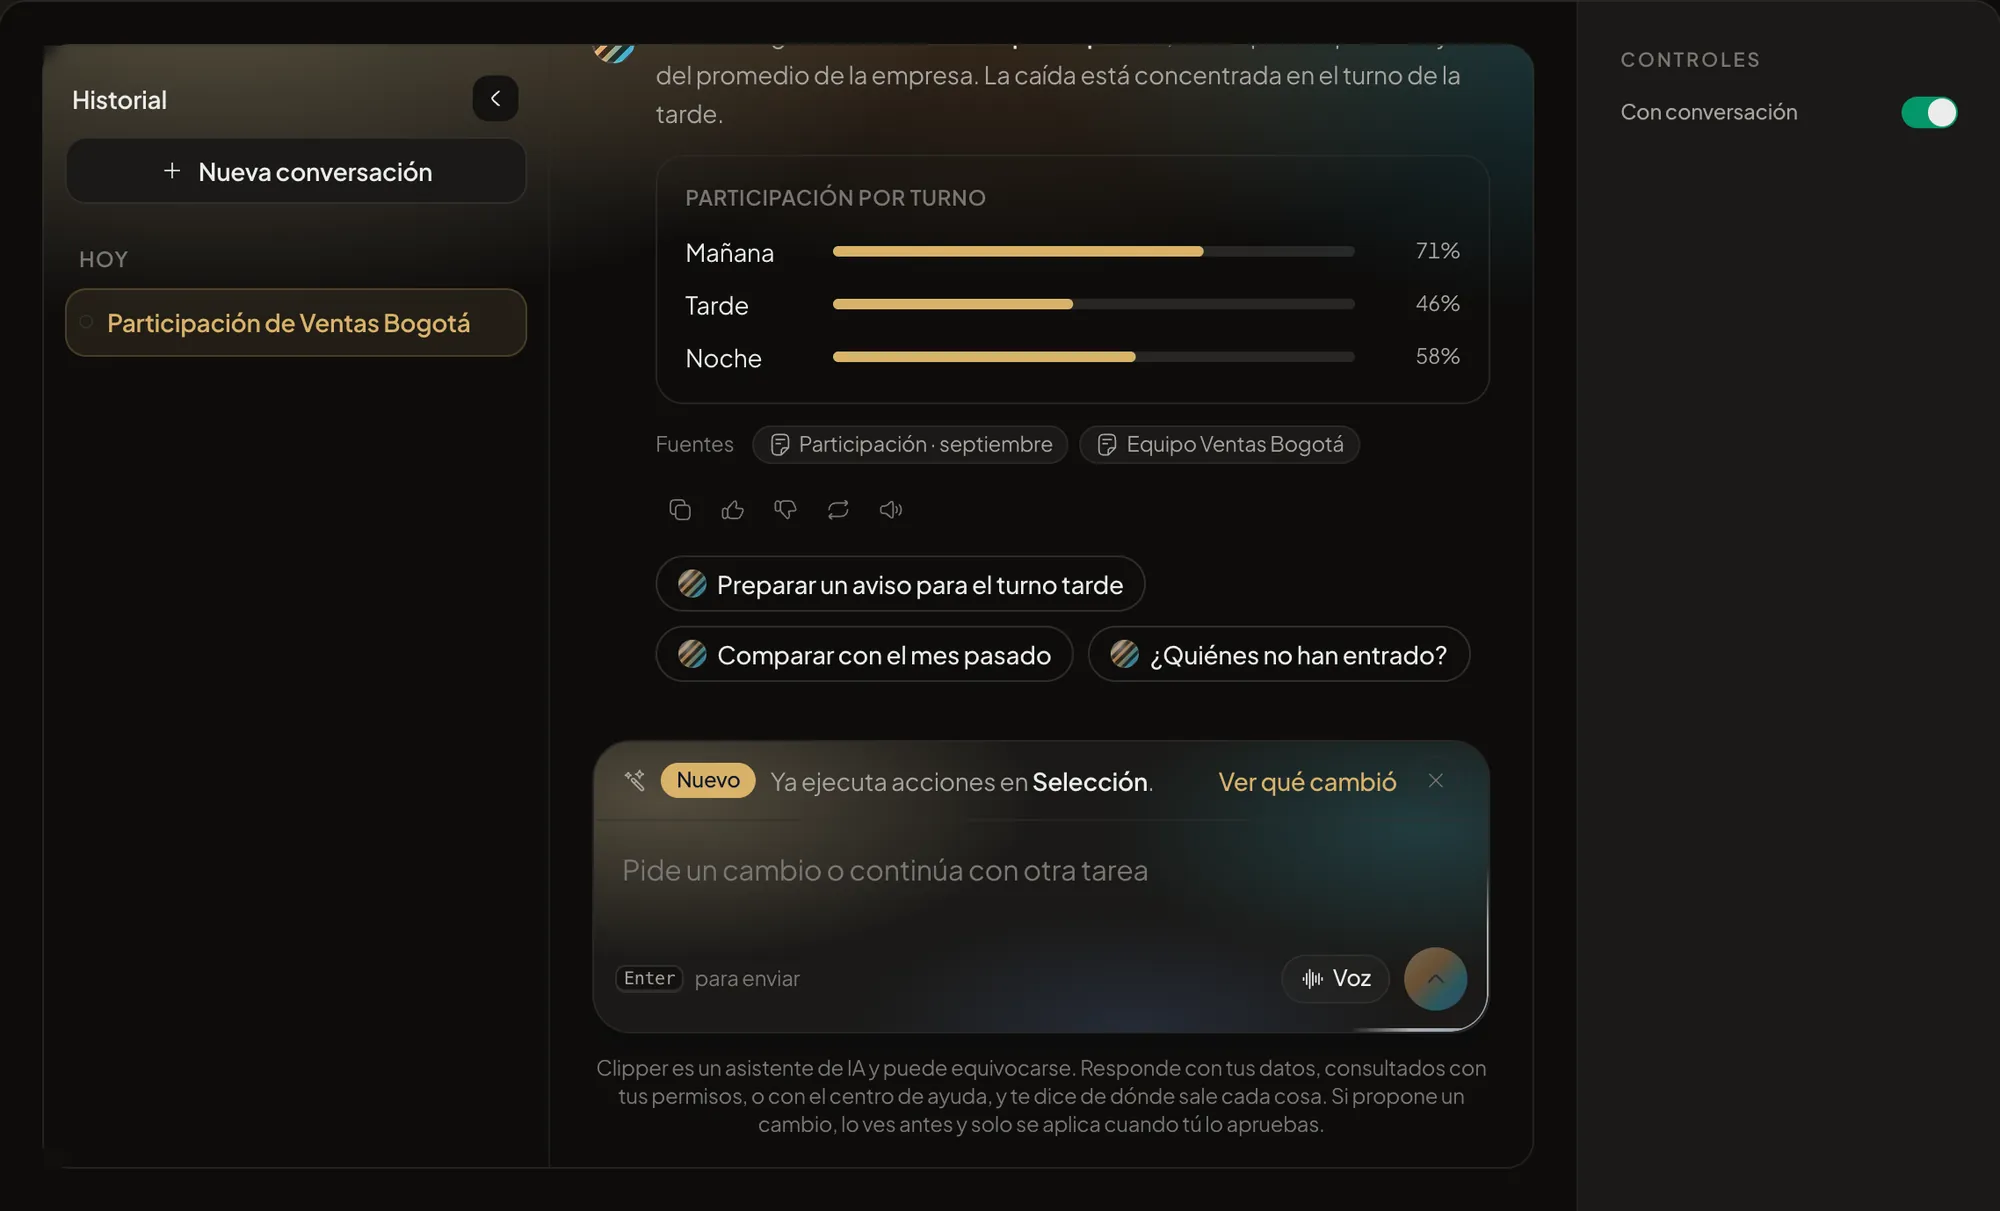 CONTROLES
Con conversación
Historial
Nueva conversación
HOY
Participación de Ventas Bogotá
del promedio de la empresa. La caída está concentrada en el turno de la
tarde.
PARTICIPACIÓN POR TURNO
Mañana 71%
Tarde 46%
Noche 58%
Fuentes Participación · septiembre Equipo Ventas Bogotá
Preparar un aviso para el turno tarde
Comparar con el mes pasado ¿Quiénes no han entrado?
Nuevo Ya ejecuta acciones en Selección. Ver qué cambió
Pide un cambio o continúa con otra tarea
Enter para enviar Voz
Clipper es un asistente de IA y puede equivocarse. Responde con tus datos, consultados con
tus permisos, o con el centro de ayuda, y te dice de dónde sale cada cosa. Si propone un
cambio, lo ves antes y solo se aplica cuando tú lo apruebas.